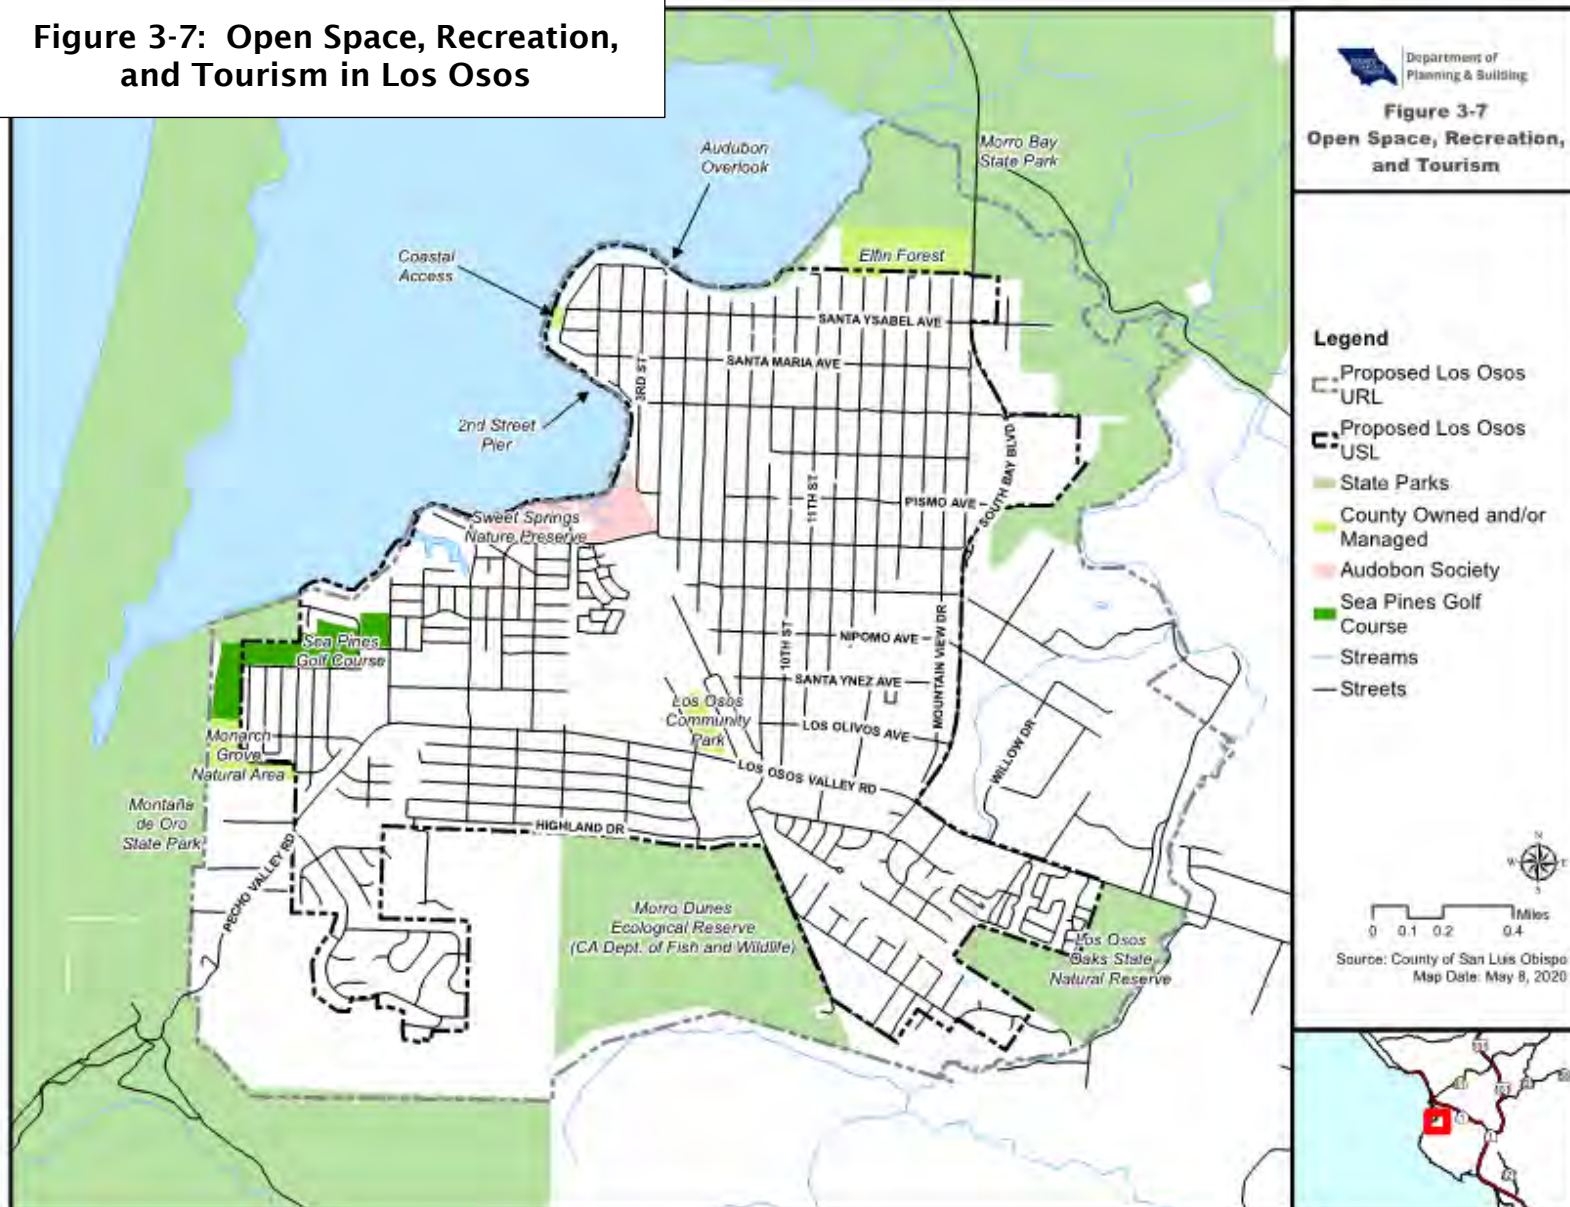 Figure 3-7: Open Space, Recreation,
and Tourism in Los Osos
Department of
Planning & Building
Figure 3-7
Open Space, Recreation,
and Tourism
Morro Bay
State Park
Audubon
Overlook
Coastal
Access
Elfin Forest
SANTA YSABEL AVE
SANTA MARIA AVE
3RD ST
2nd Street
Pier
SOUTH BAY BLVD
11TH ST
PISMO AVE
Sweet Springs
Nature Preserve
Sea Pines
Golf Course
10TH ST
NIPOMO AVE
MOUNTAIN VIEW DR
SANTA YNEZ AVE
Los Osos
Community
Park
LOS OLIVOS AVE
Monarch
Grove
Natural Area
LOS OSOS VALLEY RD
WILLOW DR
Montaña
de Oro
State Park
HIGHLAND DR
PECHO VALLEY RD
Morro Dunes
Ecological Reserve
(CA Dept. of Fish and Wildlife)
Los Osos
Oaks State
Natural Reserve
Legend
Proposed Los Osos
URL
Proposed Los Osos
USL
State Parks
County Owned and/or
Managed
Audobon Society
Sea Pines Golf
Course
Streams
Streets
N
W E
S
Miles
0 0.1 0.2 0.4
Source: County of San Luis Obispo
Map Date: May 8, 2020
101
101
1
1